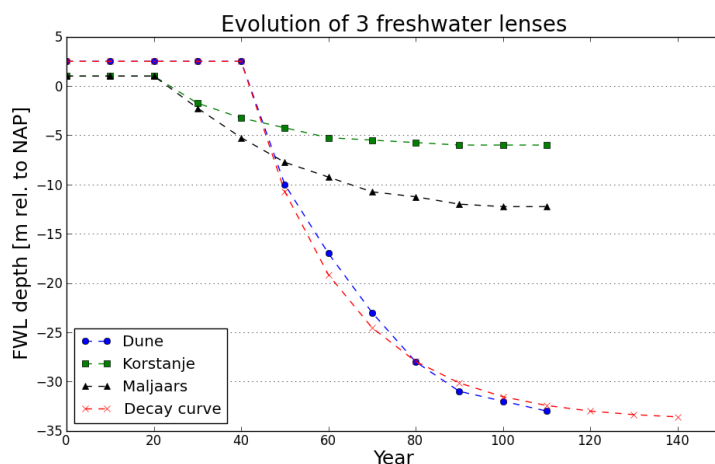 Evolution of 3 freshwater lenses
FWL depth [m rel. to NAP]
5
0
−5
−10
−15
−20
−25
−30
−35
Dune
Korstanje
Maljaars
Decay curve
0 20 40 60 80 100 120 140
Year